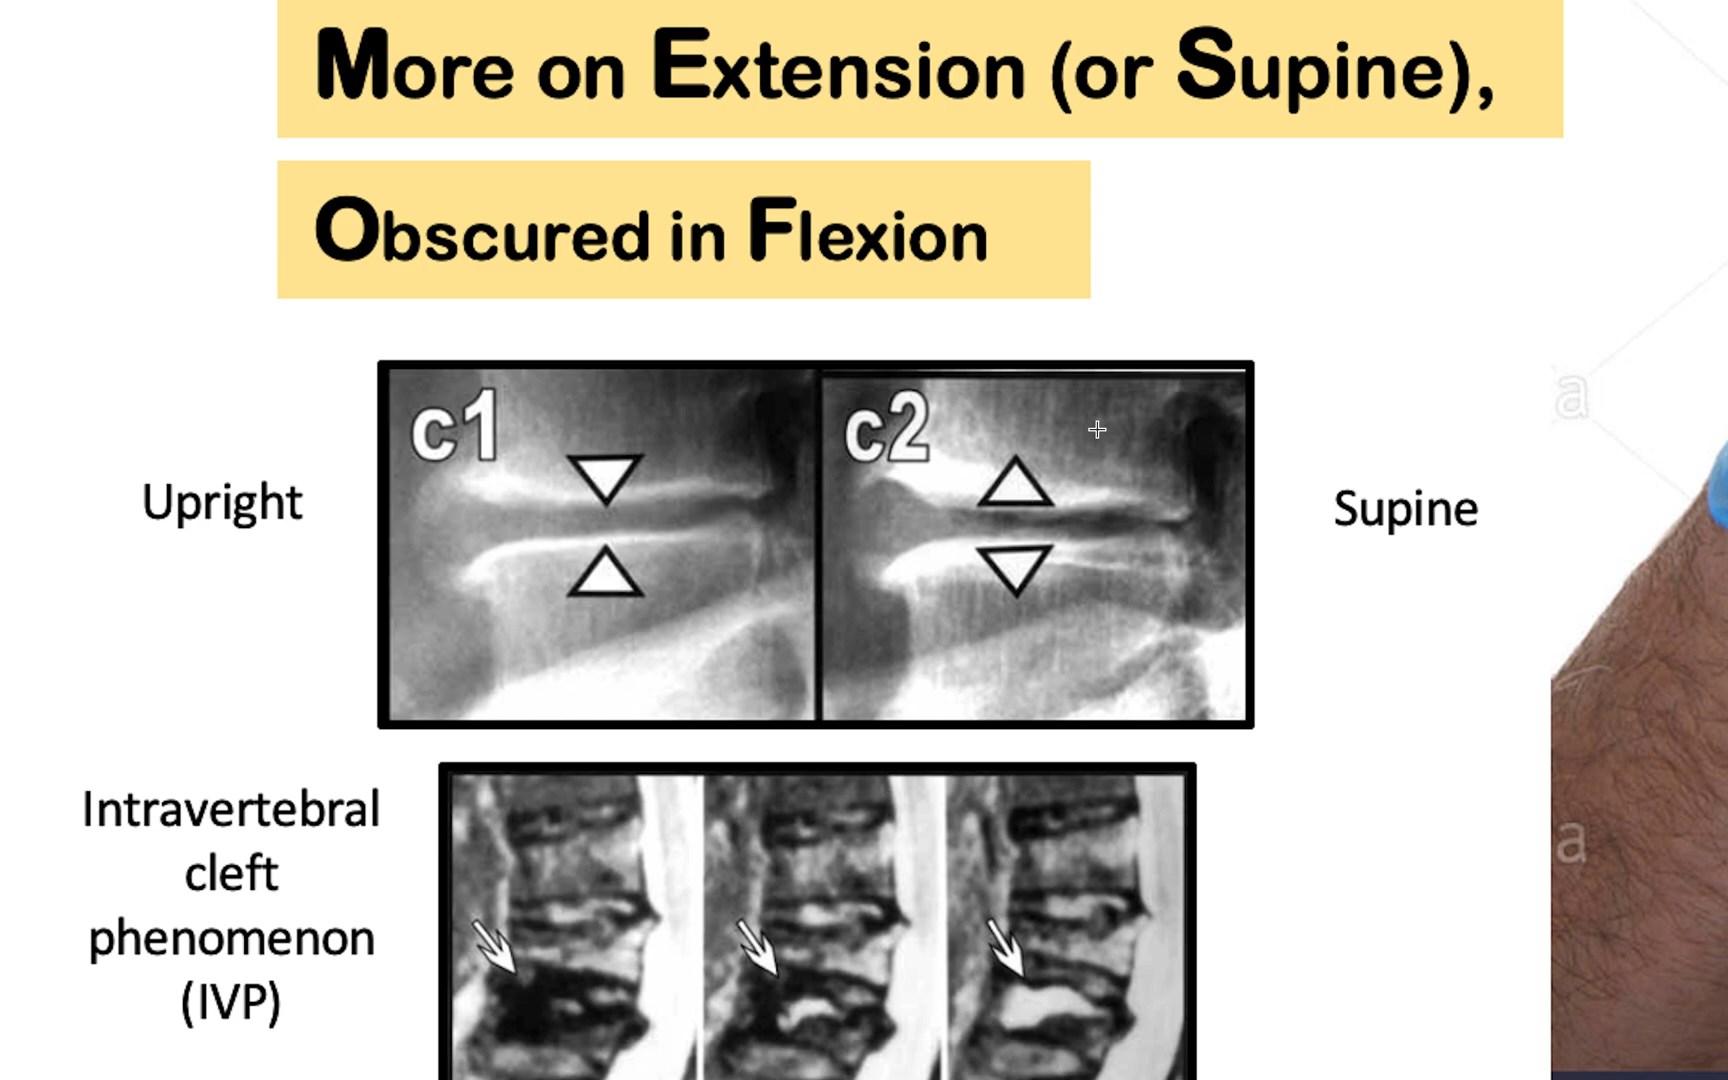 More on Extension (or Supine),
Obscured in Flexion
c1
c2
Upright
Supine
Intravertebral
cleft
phenomenon
(IVP)
a
a